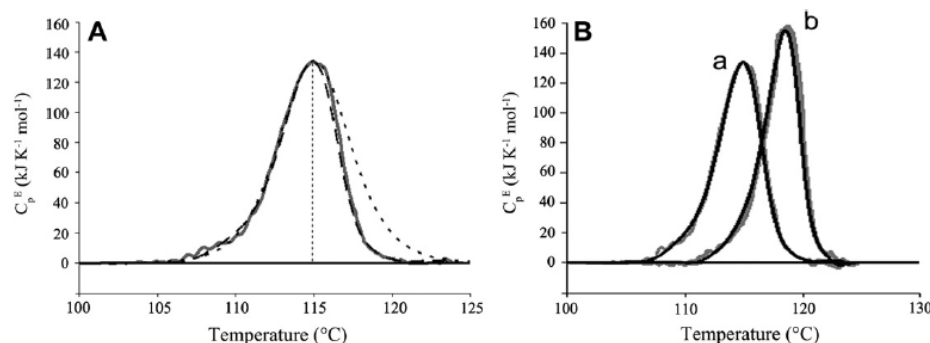 A
C_p^E (kJ K⁻¹ mol⁻¹)
160
140
120
100
80
60
40
20
0
100 105 110 115 120 125
Temperature (°C)
B
a
b
C_p^E (kJ K⁻¹ mol⁻¹)
160
140
120
100
80
60
40
20
0
100 110 120 130
Temperature (°C)